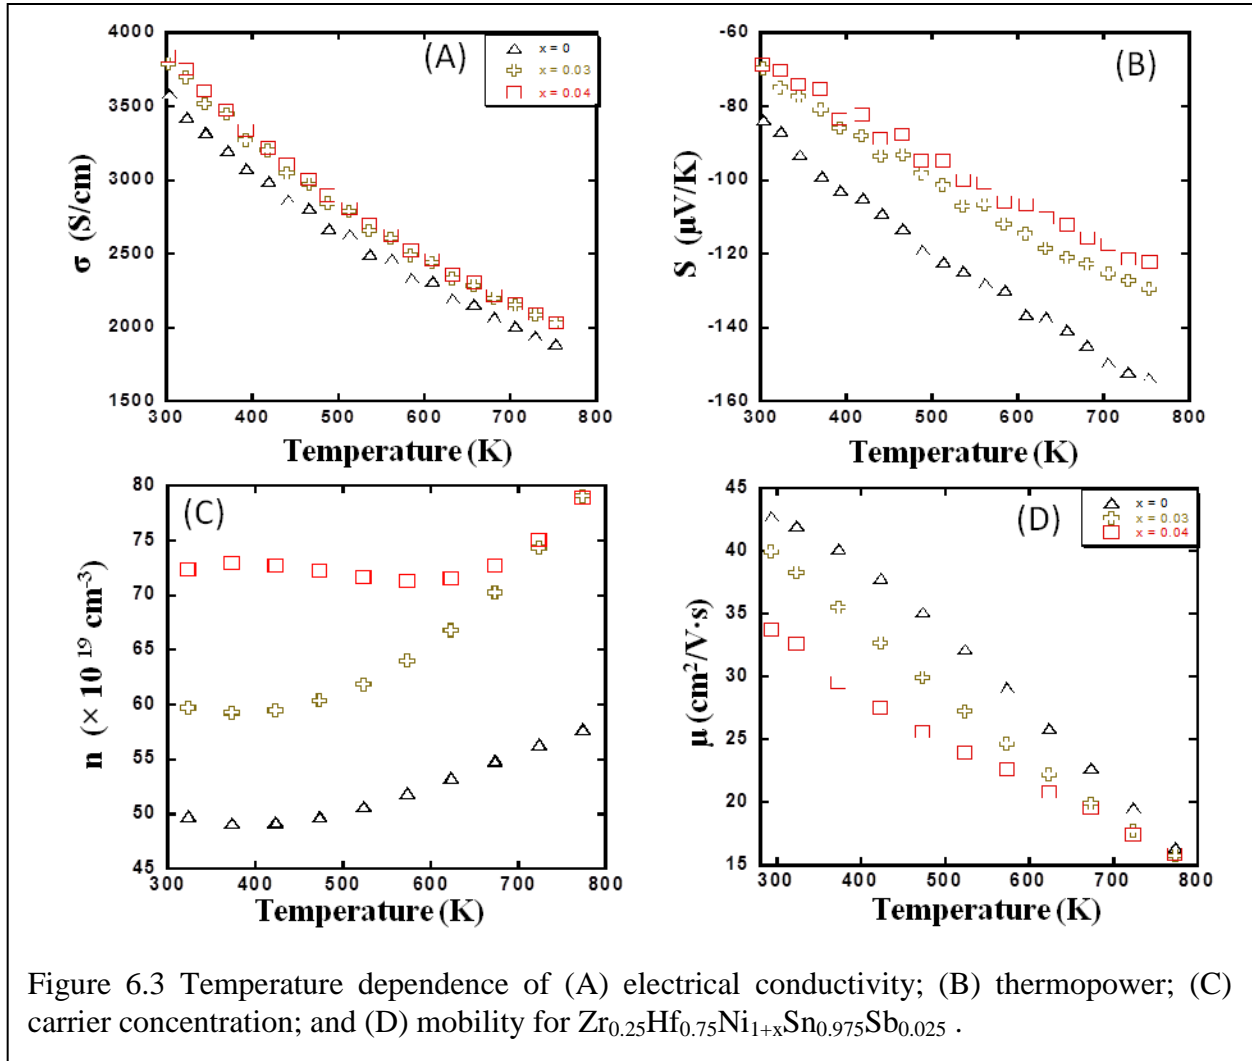 4000
3500
3000
2500
2000
1500
σ (S/cm)
300 400 500 600 700 800
Temperature (K)
(A)
x = 0
x = 0.03
x = 0.04
-60
-80
-100
-120
-140
-160
S (µV/K)
300 400 500 600 700 800
Temperature (K)
(B)
80
75
70
65
60
55
50
45
n (× 10 19 cm-3)
300 400 500 600 700 800
Temperature (K)
(C)
45
40
35
30
25
20
15
µ (cm2/V·s)
300 400 500 600 700 800
Temperature (K)
(D)
x = 0
x = 0.03
x = 0.04
Figure 6.3 Temperature dependence of (A) electrical conductivity; (B) thermopower; (C)
carrier concentration; and (D) mobility for Zr0.25Hf0.75Ni1+xSn0.975Sb0.025 .